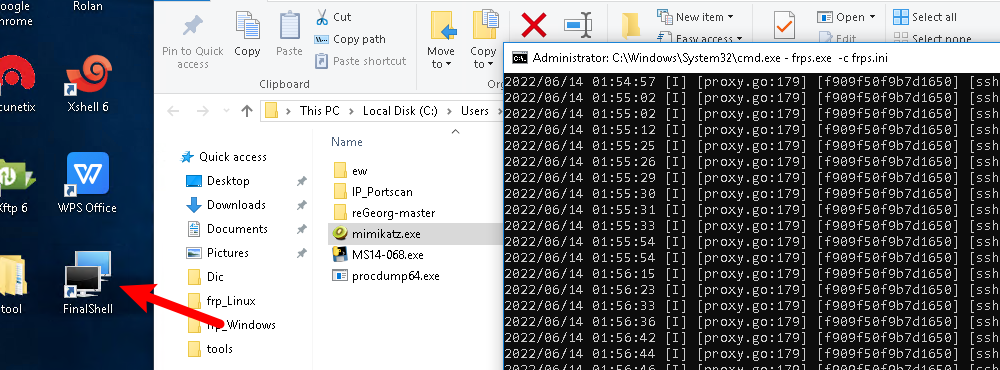 oogle
hrome
Rolan
cunetix
Xshell 6
Xftp 6
WPS Office
tool
FinalShell
Pin to Quick
access
Copy
Paste
Cut
Copy path
Move
to
Copy
to
New item
Open
Edit
Select all
Select none
Org
This PC
Local Disk (C:)
Users
Quick access
Desktop
Downloads
Documents
Pictures
Dic
frp_Linux
frp_Windows
tools
Name
ew
IP_Portscan
reGeorg-master
mimikatz.exe
MS14-068.exe
procdump64.exe
Administrator: C:\Windows\System32\cmd.exe - frps.exe -c frps.ini
2022/06/14 01:54:57 [I] [proxy.go:179] [f909f50f9b7d1650] [ssh
2022/06/14 01:55:02 [I] [proxy.go:179] [f909f50f9b7d1650] [ssh
2022/06/14 01:55:02 [I] [proxy.go:179] [f909f50f9b7d1650] [ssh
2022/06/14 01:55:12 [I] [proxy.go:179] [f909f50f9b7d1650] [ssh
2022/06/14 01:55:25 [I] [proxy.go:179] [f909f50f9b7d1650] [ssh
2022/06/14 01:55:26 [I] [proxy.go:179] [f909f50f9b7d1650] [ssh
2022/06/14 01:55:29 [I] [proxy.go:179] [f909f50f9b7d1650] [ssh
2022/06/14 01:55:30 [I] [proxy.go:179] [f909f50f9b7d1650] [ssh
2022/06/14 01:55:31 [I] [proxy.go:179] [f909f50f9b7d1650] [ssh
2022/06/14 01:55:33 [I] [proxy.go:179] [f909f50f9b7d1650] [ssh
2022/06/14 01:55:54 [I] [proxy.go:179] [f909f50f9b7d1650] [ssh
2022/06/14 01:55:54 [I] [proxy.go:179] [f909f50f9b7d1650] [ssh
2022/06/14 01:56:15 [I] [proxy.go:179] [f909f50f9b7d1650] [ssh
2022/06/14 01:56:23 [I] [proxy.go:179] [f909f50f9b7d1650] [ssh
2022/06/14 01:56:33 [I] [proxy.go:179] [f909f50f9b7d1650] [ssh
2022/06/14 01:56:36 [I] [proxy.go:179] [f909f50f9b7d1650] [ssh
2022/06/14 01:56:42 [I] [proxy.go:179] [f909f50f9b7d1650] [ssh
2022/06/14 01:56:44 [I] [proxy.go:179] [f909f50f9b7d1650] [ssh
2022/06/14 01:56:46 [I] [proxy.go:179] [f909f50f9b7d1650] [ssh